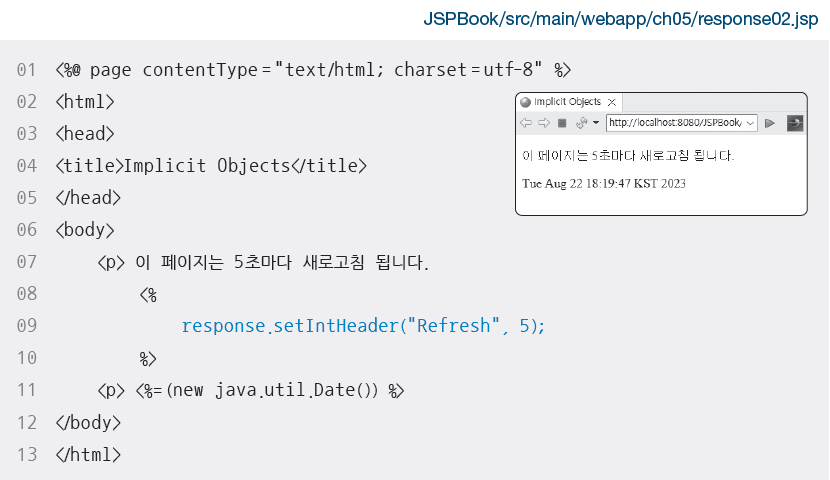 JSPBook/src/main/webapp/ch05/response02.jsp
01 <%@ page contentType="text/html; charset=utf-8" %>
02 <html>
03 <head>
04 <title>Implicit Objects</title>
05 </head>
06 <body>
07 <p> 이 페이지는 5초마다 새로고침 됩니다.
08 <%
09 response.setIntHeader("Refresh", 5);
10 %>
11 <p> <%=(new java.util.Date()) %>
12 </body>
13 </html>
Implicit Objects
http://localhost:8080/JSPBook/
이 페이지는 5초마다 새로고침 됩니다.
Tue Aug 22 18:19:47 KST 2023